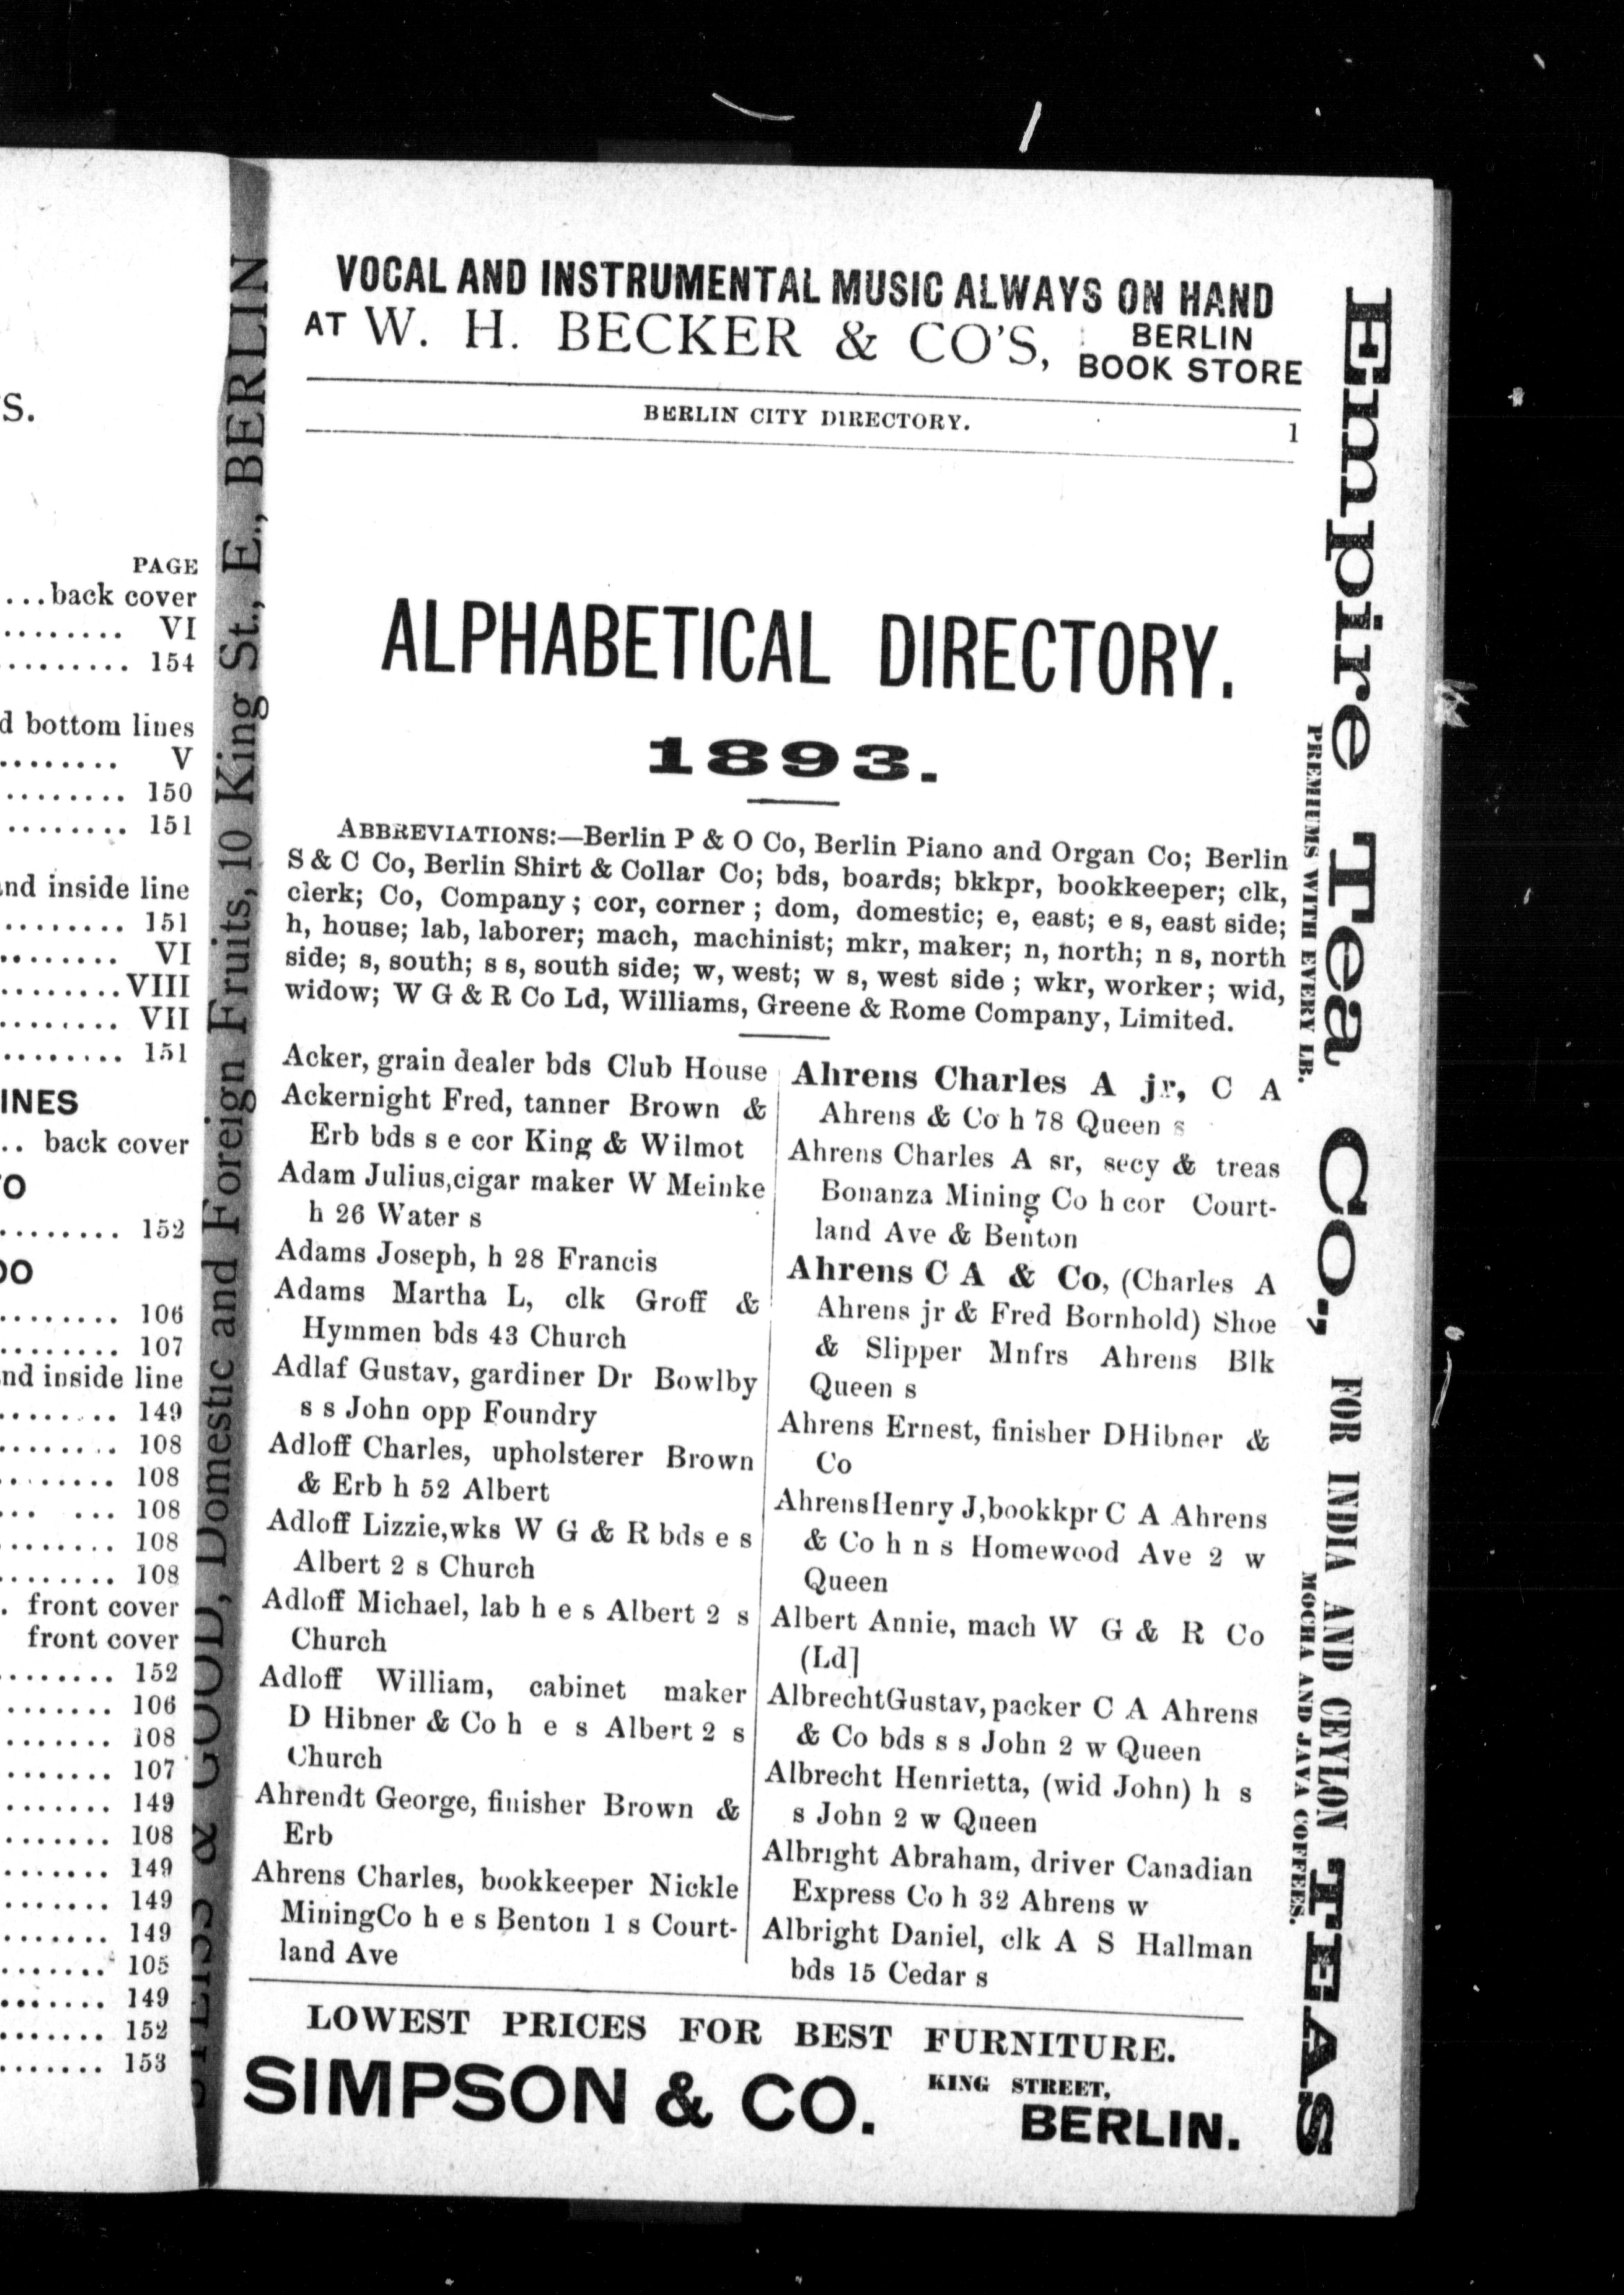 S.
PAGE
...back cover
........ VI
......... 154
d bottom lines
........ V
........ 150
........ 151
nd inside line
........ 151
........ VI
........VIII
........ VII
........ 151
INES
.. back cover
O
........ 152
DO
........ 106
........ 107
nd inside line
........ 149
........ 108
........ 108
... ... 108
........ 108
........ 108
. front cover
front cover
........ 152
....... 106
....... 108
....... 107
....... 149
....... 108
....... 149
....... 149
....... 149
....... 105
....... 149
....... 152
....... 153
& GOOD, Domestic and Foreign Fruits, 10 King St., E., BERLIN
VOCAL AND INSTRUMENTAL MUSIC ALWAYS ON HAND
AT W. H. BECKER & CO'S, BERLIN
BOOK STORE
BERLIN CITY DIRECTORY. 1
ALPHABETICAL DIRECTORY.
1893.
ABBREVIATIONS:—Berlin P & O Co, Berlin Piano and Organ Co; Berlin
S & C Co, Berlin Shirt & Collar Co; bds, boards; bkkpr, bookkeeper; clk,
clerk; Co, Company; cor, corner; dom, domestic; e, east; e s, east side;
h, house; lab, laborer; mach, machinist; mkr, maker; n, north; n s, north
side; s, south; s s, south side; w, west; w s, west side; wkr, worker; wid,
widow; W G & R Co Ld, Williams, Greene & Rome Company, Limited.
Acker, grain dealer bds Club House
Ackernight Fred, tanner Brown &
Erb bds s e cor King & Wilmot
Adam Julius,cigar maker W Meinke
h 26 Water s
Adams Joseph, h 28 Francis
Adams Martha L, clk Groff &
Hymmen bds 43 Church
Adlaf Gustav, gardiner Dr Bowlby
s s John opp Foundry
Adloff Charles, upholsterer Brown
& Erb h 52 Albert
Adloff Lizzie,wks W G & R bds e s
Albert 2 s Church
Adloff Michael, lab h e s Albert 2 s
Church
Adloff William, cabinet maker
D Hibner & Co h e s Albert 2 s
Church
Ahrendt George, finisher Brown &
Erb
Ahrens Charles, bookkeeper Nickle
MiningCo h e s Benton 1 s Court-
land Ave
Ahrens Charles A jr, C A
Ahrens & Co h 78 Queen s
Ahrens Charles A sr, secy & treas
Bonanza Mining Co h cor Court-
land Ave & Benton
Ahrens C A & Co, (Charles A
Ahrens jr & Fred Bornhold) Shoe
& Slipper Mnfrs Ahrens Blk
Queen s
Ahrens Ernest, finisher DHibner &
Co
AhrensHenry J,bookkpr C A Ahrens
& Co h n s Homewood Ave 2 w
Queen
Albert Annie, mach W G & R Co
(Ld]
AlbrechtGustav, packer C A Ahrens
& Co bds s s John 2 w Queen
Albrecht Henrietta, (wid John) h s
s John 2 w Queen
Albright Abraham, driver Canadian
Express Co h 32 Ahrens w
Albright Daniel, clk A S Hallman
bds 15 Cedar s
LOWEST PRICES FOR BEST FURNITURE.
SIMPSON & CO. KING STREET,
BERLIN.
Empire Tea Co., FOR INDIA AND CEYLON TEAS
PREMIUMS WITH EVERY LB. MOCHA AND JAVA COFFEES.